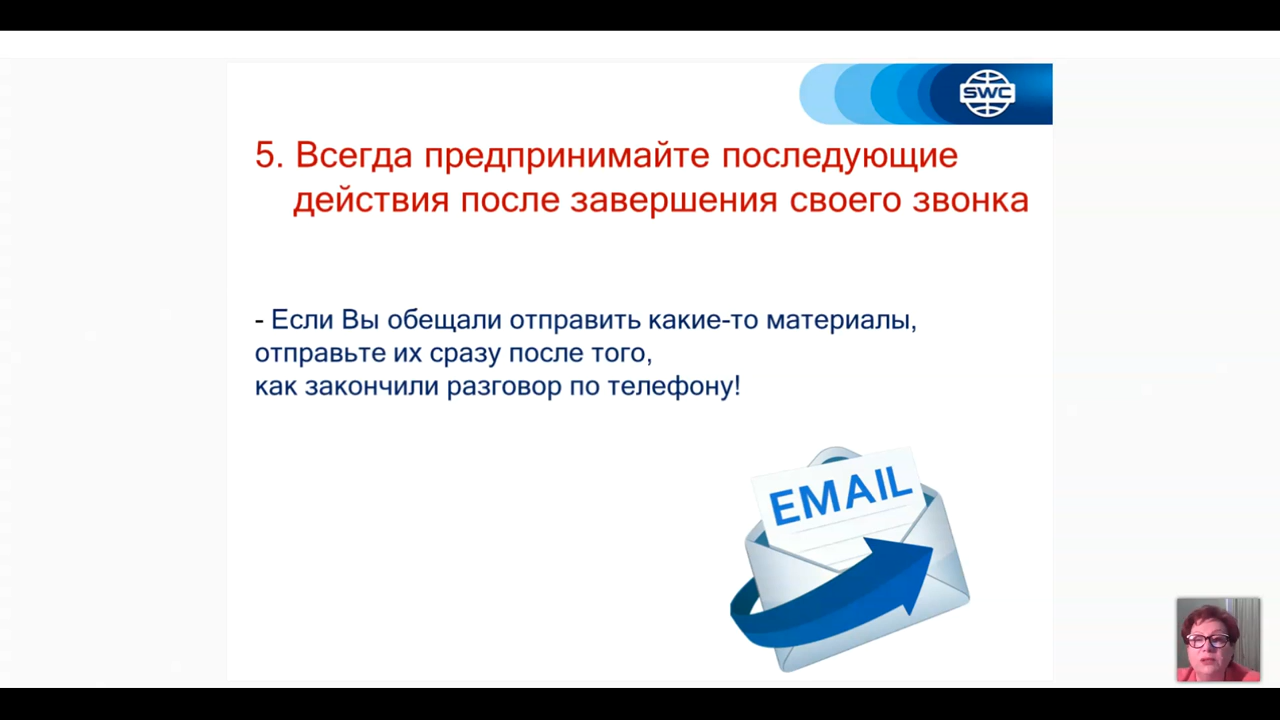 SWC
5. Всегда предпринимайте последующие
действия после завершения своего звонка
- Если Вы обещали отправить какие-то материалы,
отправьте их сразу после того,
как закончили разговор по телефону!
EMAIL